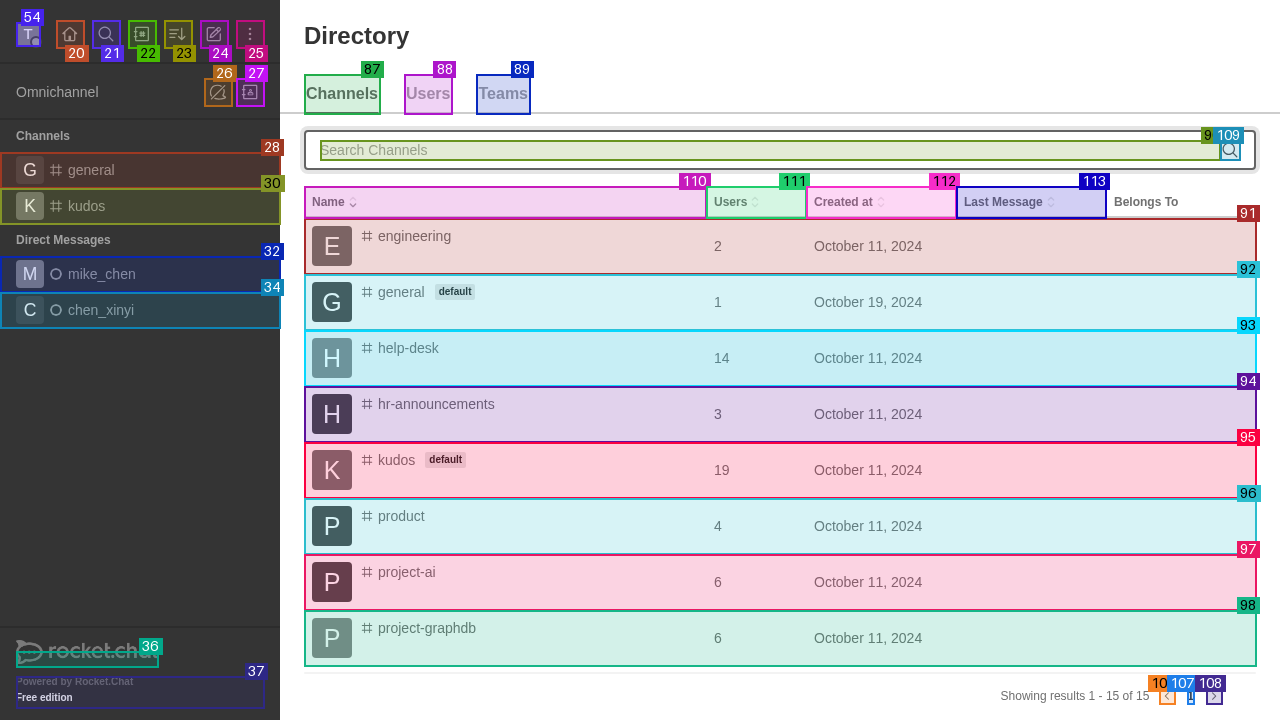 54
T
20
21
22
23
24
25
Omnichannel
26
27
Channels
28
G general
30
K kudos
Direct Messages
32
M mike_chen
34
C chen_xinyi
36
rocket.chat
37
Powered by Rocket.Chat
Free edition
Directory
87
Channels
88
Users
89
Teams
Search Channels
109
110
111
112
113
Name Users Created at Last Message Belongs To
91
E engineering 2 October 11, 2024
92
G general default 1 October 19, 2024
93
H help-desk 14 October 11, 2024
94
H hr-announcements 3 October 11, 2024
95
K kudos default 19 October 11, 2024
96
P product 4 October 11, 2024
97
P project-ai 6 October 11, 2024
98
P project-graphdb 6 October 11, 2024
107
108
Showing results 1 - 15 of 15
1